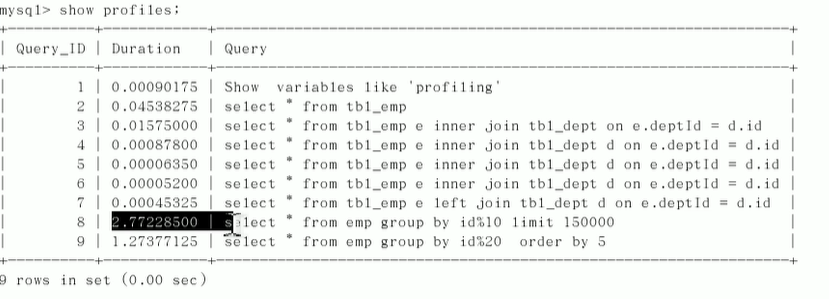 mysql> show profiles;
| Query_ID | Duration | Query |
| 1 | 0.00090175 | Show variables like 'profiling' |
| 2 | 0.04538275 | select * from tbl_emp |
| 3 | 0.01575000 | select * from tbl_emp e inner join tbl_dept on e.deptId = d.id |
| 4 | 0.00087800 | select * from tbl_emp e inner join tbl_dept d on e.deptId = d.id |
| 5 | 0.00006350 | select * from tbl_emp e inner join tbl_dept d on e.deptId = d.id |
| 6 | 0.00005200 | select * from tbl_emp e inner join tbl_dept d on e.deptId = d.id |
| 7 | 0.00045325 | select * from tbl_emp e left join tbl_dept d on e.deptId = d.id |
| 8 | 2.77228500 | select * from emp group by id%10 limit 150000 |
| 9 | 1.27377125 | select * from emp group by id%20 order by 5 |
9 rows in set (0.00 sec)